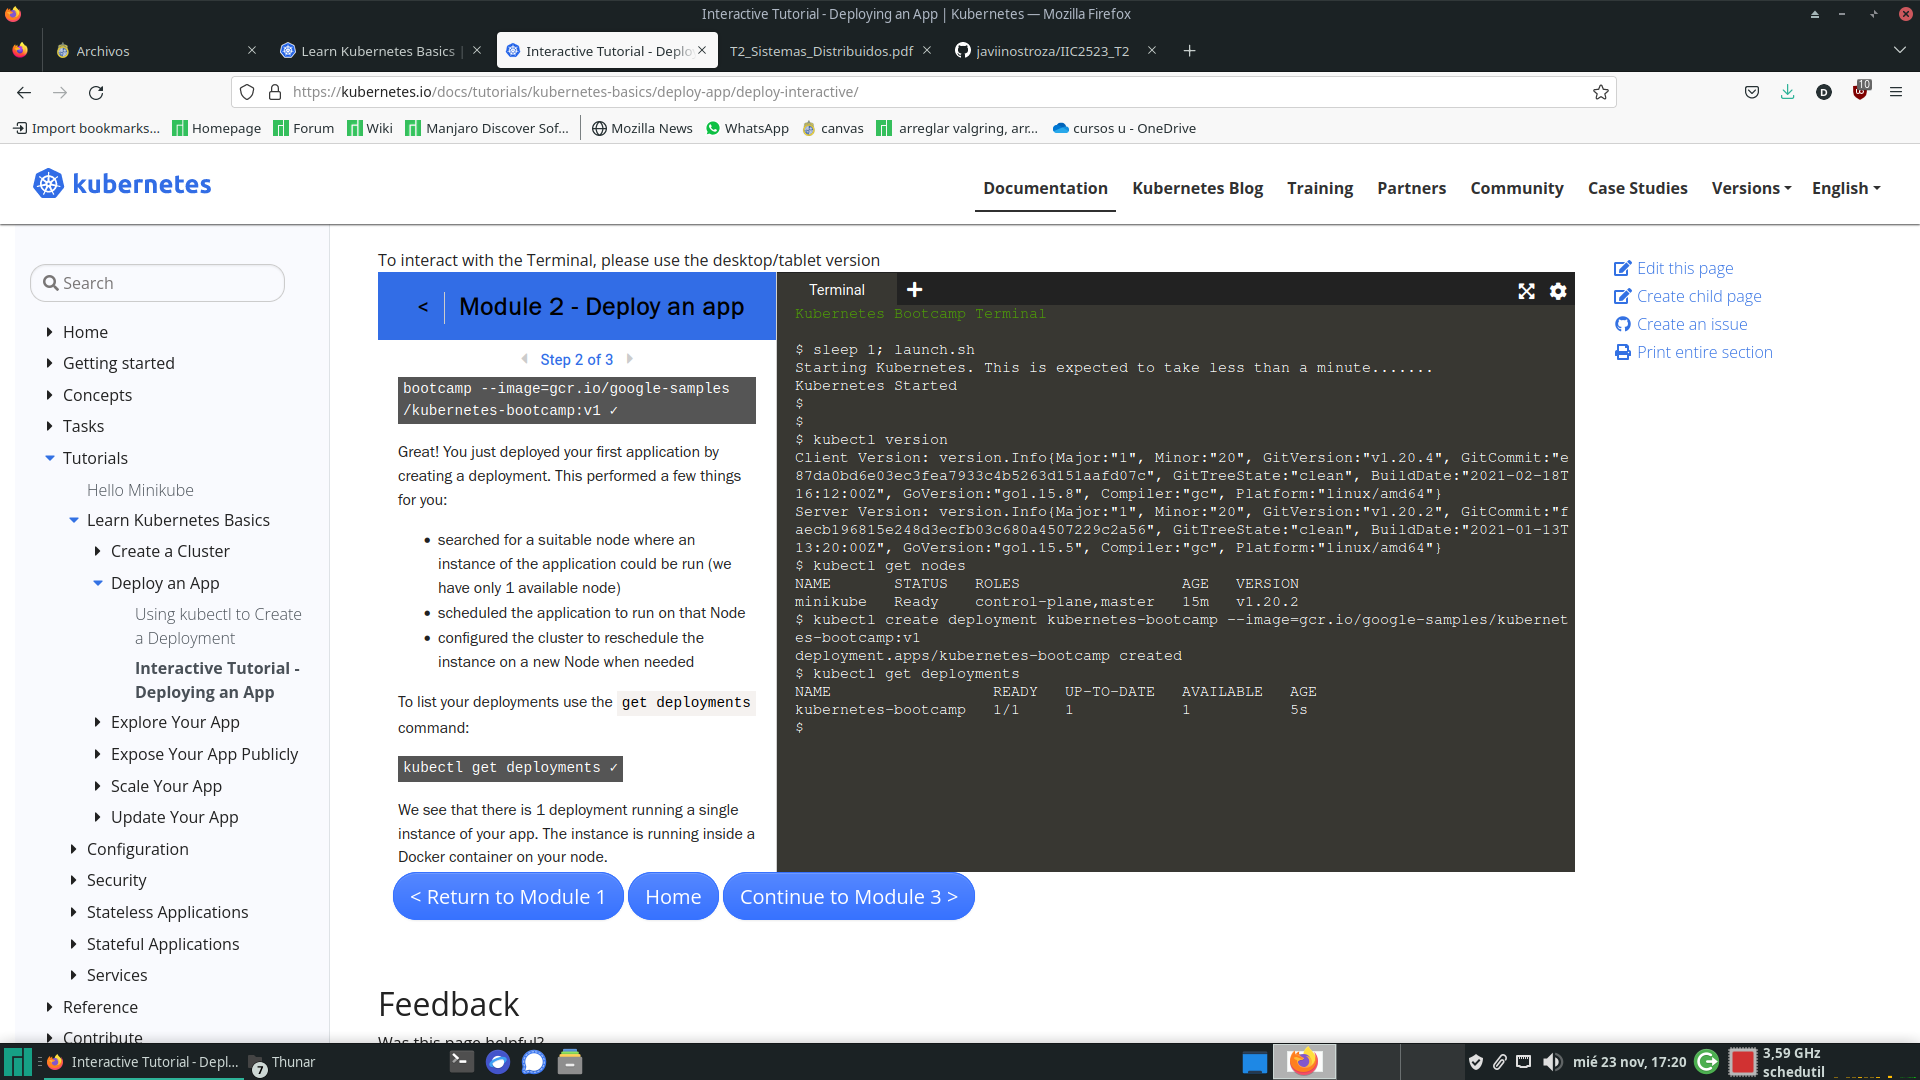 Interactive Tutorial - Deploying an App | Kubernetes — Mozilla Firefox
Archivos
Learn Kubernetes Basics |
Interactive Tutorial - Deplo
T2_Sistemas_Distribuidos.pdf
javiinostroza/IIC2523_T2
https://kubernetes.io/docs/tutorials/kubernetes-basics/deploy-app/deploy-interactive/
10
Import bookmarks...
Homepage
Forum
Wiki
Manjaro Discover Sof...
Mozilla News
WhatsApp
canvas
arreglar valgring, arr...
cursos u - OneDrive
kubernetes
Documentation
Kubernetes Blog
Training
Partners
Community
Case Studies
Versions
English
Search
Home
Getting started
Concepts
Tasks
Tutorials
Hello Minikube
Learn Kubernetes Basics
Create a Cluster
Deploy an App
Using kubectl to Create
a Deployment
Interactive Tutorial -
Deploying an App
Explore Your App
Expose Your App Publicly
Scale Your App
Update Your App
Configuration
Security
Stateless Applications
Stateful Applications
Services
Reference
Contribute
To interact with the Terminal, please use the desktop/tablet version
< Module 2 - Deploy an app
Step 2 of 3
bootcamp --image=gcr.io/google-samples
/kubernetes-bootcamp:v1 ✓
Great! You just deployed your first application by
creating a deployment. This performed a few things
for you:
• searched for a suitable node where an
instance of the application could be run (we
have only 1 available node)
• scheduled the application to run on that Node
• configured the cluster to reschedule the
instance on a new Node when needed
To list your deployments use the get deployments
command:
kubectl get deployments ✓
We see that there is 1 deployment running a single
instance of your app. The instance is running inside a
Docker container on your node.
Terminal
Kubernetes Bootcamp Terminal
$ sleep 1; launch.sh
Starting Kubernetes. This is expected to take less than a minute.......
Kubernetes Started
$
$
$ kubectl version
Client Version: version.Info{Major:"1", Minor:"20", GitVersion:"v1.20.4", GitCommit:"e
87da0bd6e03ec3fea7933c4b5263d151aafd07c", GitTreeState:"clean", BuildDate:"2021-02-18T
16:12:00Z", GoVersion:"go1.15.8", Compiler:"gc", Platform:"linux/amd64"}
Server Version: version.Info{Major:"1", Minor:"20", GitVersion:"v1.20.2", GitCommit:"f
aecb196815e248d3ecfb03c680a4507229c2a56", GitTreeState:"clean", BuildDate:"2021-01-13T
13:20:00Z", GoVersion:"go1.15.5", Compiler:"gc", Platform:"linux/amd64"}
$ kubectl get nodes
NAME STATUS ROLES AGE VERSION
minikube Ready control-plane,master 15m v1.20.2
$ kubectl create deployment kubernetes-bootcamp --image=gcr.io/google-samples/kubernet
es-bootcamp:v1
deployment.apps/kubernetes-bootcamp created
$ kubectl get deployments
NAME READY UP-TO-DATE AVAILABLE AGE
kubernetes-bootcamp 1/1 1 1 5s
$
< Return to Module 1
Home
Continue to Module 3 >
Feedback
Was this page helpful?
Edit this page
Create child page
Create an issue
Print entire section
Interactive Tutorial - Depl...
7
Thunar
mié 23 nov, 17:20
3,59 GHz
schedutil